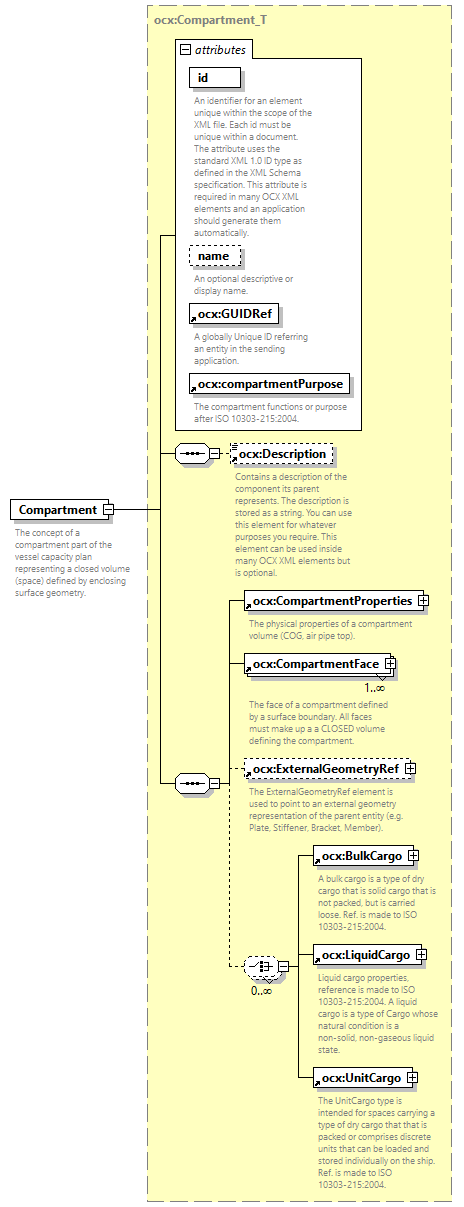 ocx:Compartment_T
attributes
id
An identifier for an element
unique within the scope of the
XML file. Each id must be
unique within a document.
The attribute uses the
standard XML 1.0 ID type as
defined in the XML Schema
specification. This attribute is
required in many OCX XML
elements and an application
should generate them
automatically.
name
An optional descriptive or
display name.
ocx:GUIDRef
A globally Unique ID referring
an entity in the sending
application.
ocx:compartmentPurpose
The compartment functions or purpose
after ISO 10303-215:2004.
ocx:Description
Contains a description of the
component its parent
represents. The description is
stored as a string. You can use
this element for whatever
purposes you require. This
element can be used inside
many OCX XML elements but
is optional.
Compartment
The concept of a
compartment part of the
vessel capacity plan
representing a closed volume
(space) defined by enclosing
surface geometry.
ocx:CompartmentProperties
The physical properties of a compartment
volume (COG, air pipe top).
ocx:CompartmentFace
1..∞
The face of a compartment defined
by a surface boundary. All faces
must make up a a CLOSED volume
defining the compartment.
ocx:ExternalGeometryRef
The ExternalGeometryRef element is
used to point to an external geometry
representation of the parent entity (e.g.
Plate, Stiffener, Bracket, Member).
ocx:BulkCargo
A bulk cargo is a type of dry
cargo that is solid cargo that is
not packed, but is carried
loose. Ref. is made to ISO
10303-215:2004.
ocx:LiquidCargo
0..∞
Liquid cargo properties,
reference is made to ISO
10303-215:2004. A liquid
cargo is a type of Cargo whose
natural condition is a
non-solid, non-gaseous liquid
state.
ocx:UnitCargo
The UnitCargo type is
intended for spaces carrying a
type of dry cargo that that is
packed or comprises discrete
units that can be loaded and
stored individually on the ship.
Ref. is made to ISO
10303-215:2004.